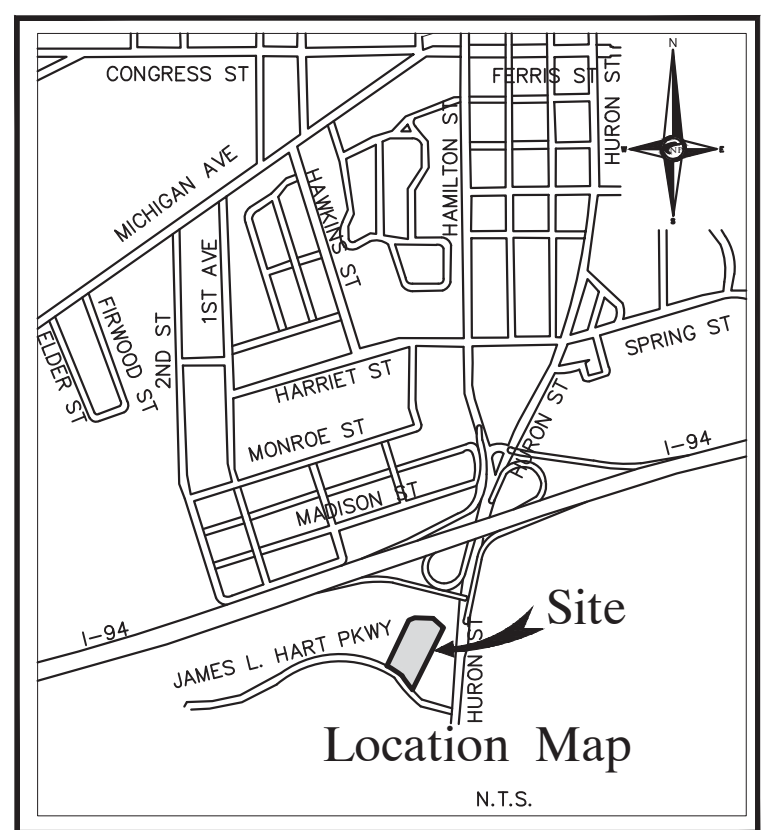 N
CONGRESS ST
FERRIS ST
HURON ST
W
E
S
MICHIGAN AVE
HAWKINS ST
HAMILTON ST
1ST AVE
2ND ST
FIRWOOD ST
ELDER ST
SPRING ST
HARRIET ST
MONROE ST
HURON ST
I-94
MADISON ST
I-94
Site
JAMES L. HART PKWY
HURON ST
Location Map
N.T.S.